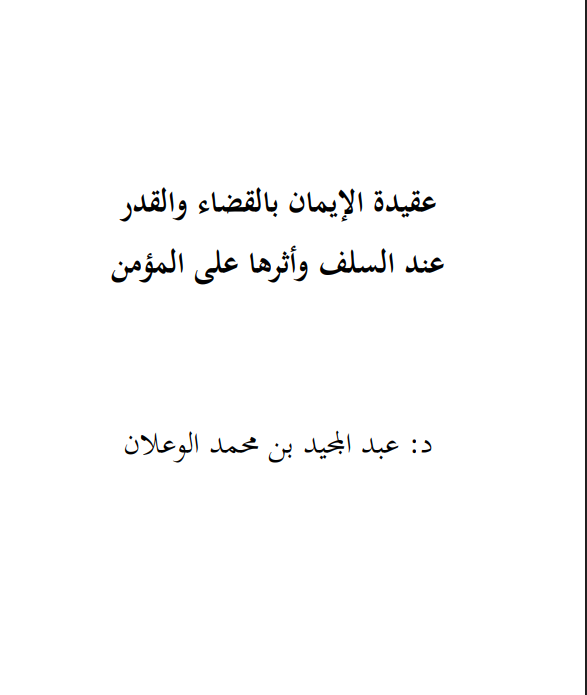 عقيدة الإيمان بالقضاء والقدر
عند السلف وأثرها على المؤمن
د: عبد المجيد بن محمد الوعلان